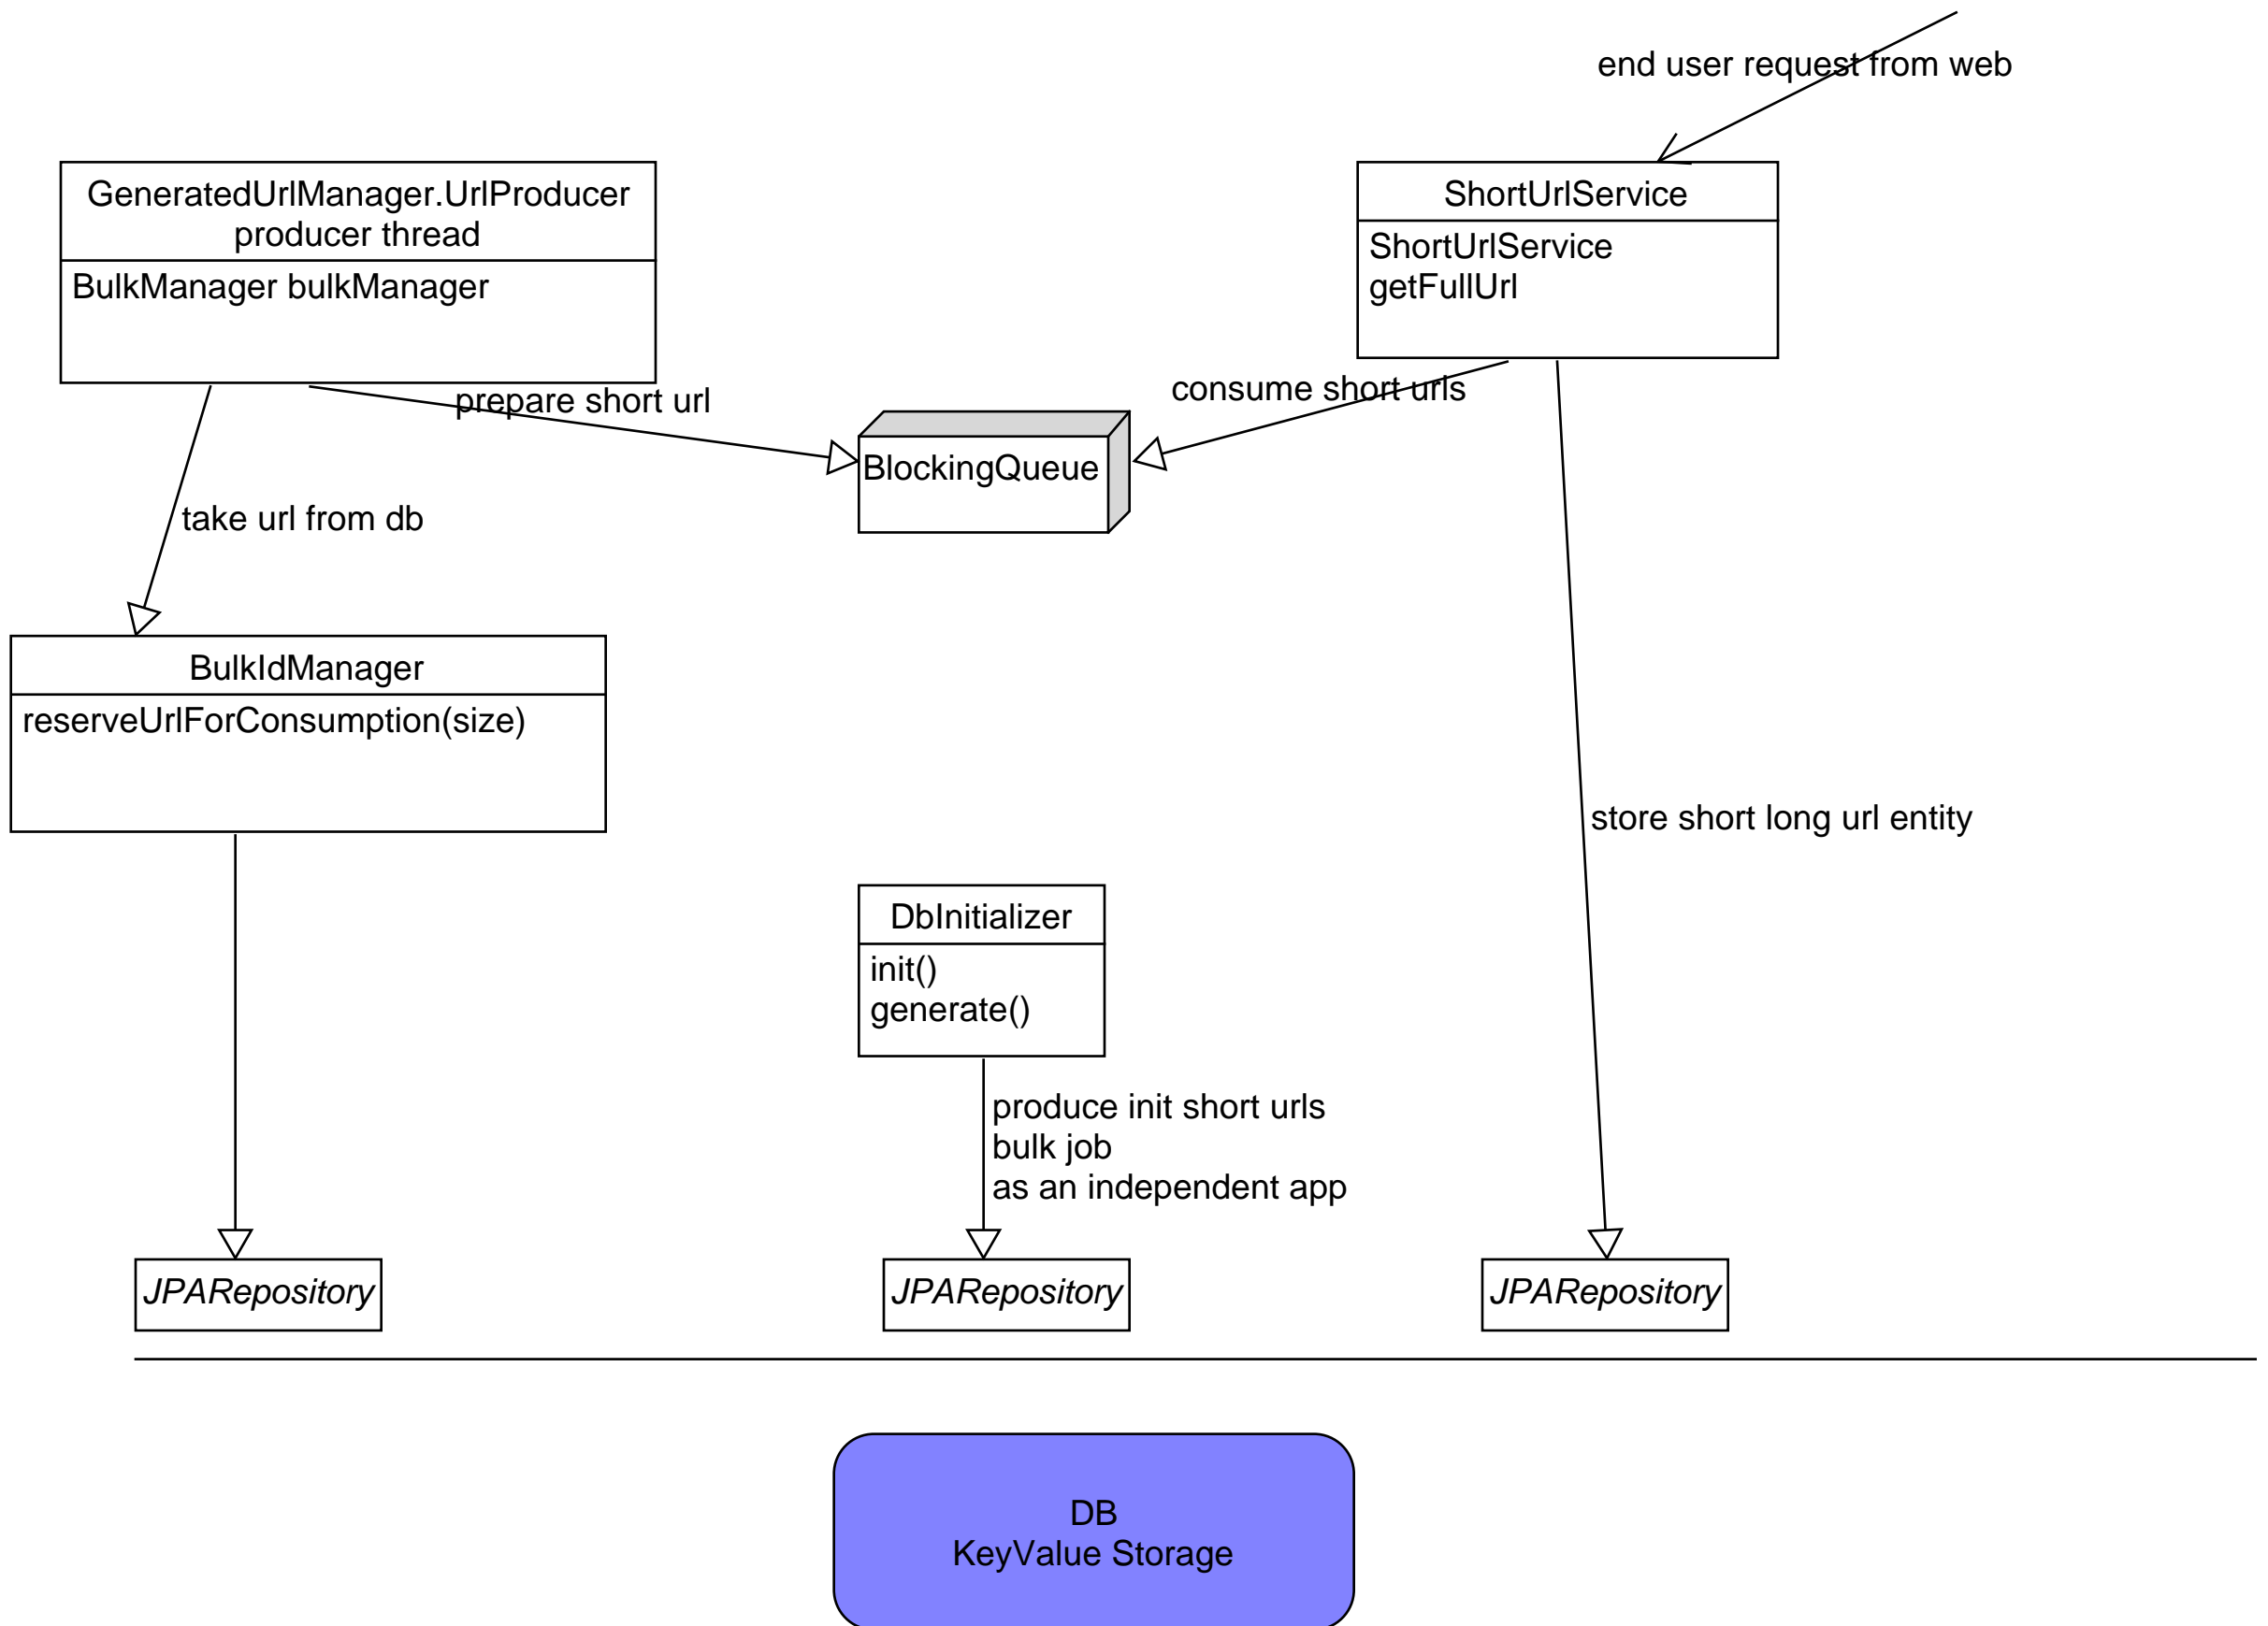 end user request from web
GeneratedUrlManager.UrlProducer
producer thread
BulkManager bulkManager
ShortUrlService
ShortUrlService
getFullUrl
prepare short url
consume short urls
BlockingQueue
take url from db
BulkIdManager
reserveUrlForConsumption(size)
store short long url entity
DbInitializer
init()
generate()
produce init short urls
bulk job
as an independent app
JPARepository
JPARepository
JPARepository
DB
KeyValue Storage